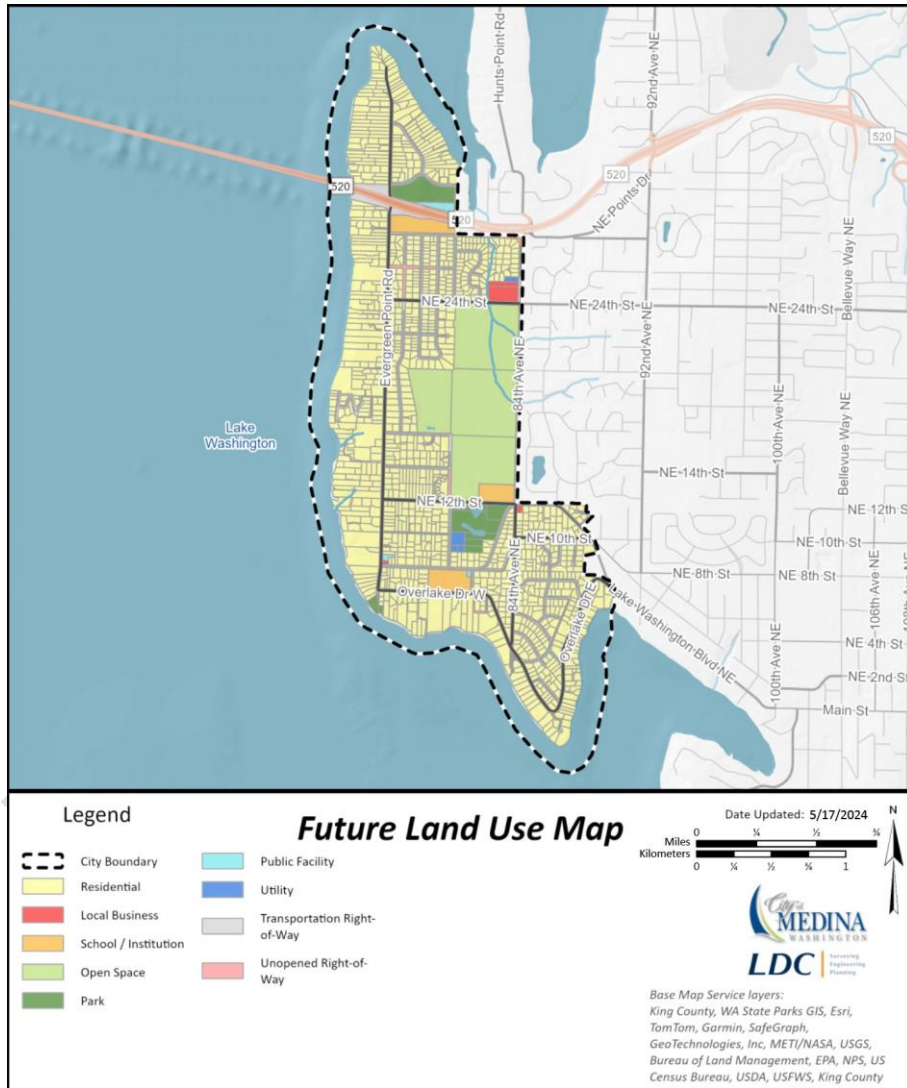 Hunts Point Rd
92nd Ave NE
520
520
520
520
NE Points Dr
Bellevue Way NE
Evergreen Point Rd
NE 24th St
NE 24th St
NE 24th St
84th Ave NE
92nd Ave NE
100th Ave NE
Bellevue Way NE
Lake
Washington
NE 14th St
NE 12th St
NE 12th S
NE 10th St
NE 10th St
84th Ave NE
NE 8th St
NE 8th St
Overlake Dr W
Overlake Dr E
Lake Washington Blvd NE
106th Ave NE
NE 4th St
100th Ave NE
NE 2nd St
Main St
Legend
City Boundary
Residential
Local Business
School / Institution
Open Space
Park
Public Facility
Utility
Transportation Right-
of-Way
Unopened Right-of-
Way
Future Land Use Map
Date Updated: 5/17/2024
N
0 ¼ ½ ¾
Miles
Kilometers
0 ¼ ½ ¾ 1
City of
MEDINA
WASHINGTON
LDC
Surveying
Engineering
Planning
Base Map Service layers:
King County, WA State Parks GIS, Esri,
TomTom, Garmin, SafeGraph,
GeoTechnologies, Inc, METI/NASA, USGS,
Bureau of Land Management, EPA, NPS, US
Census Bureau, USDA, USFWS, King County